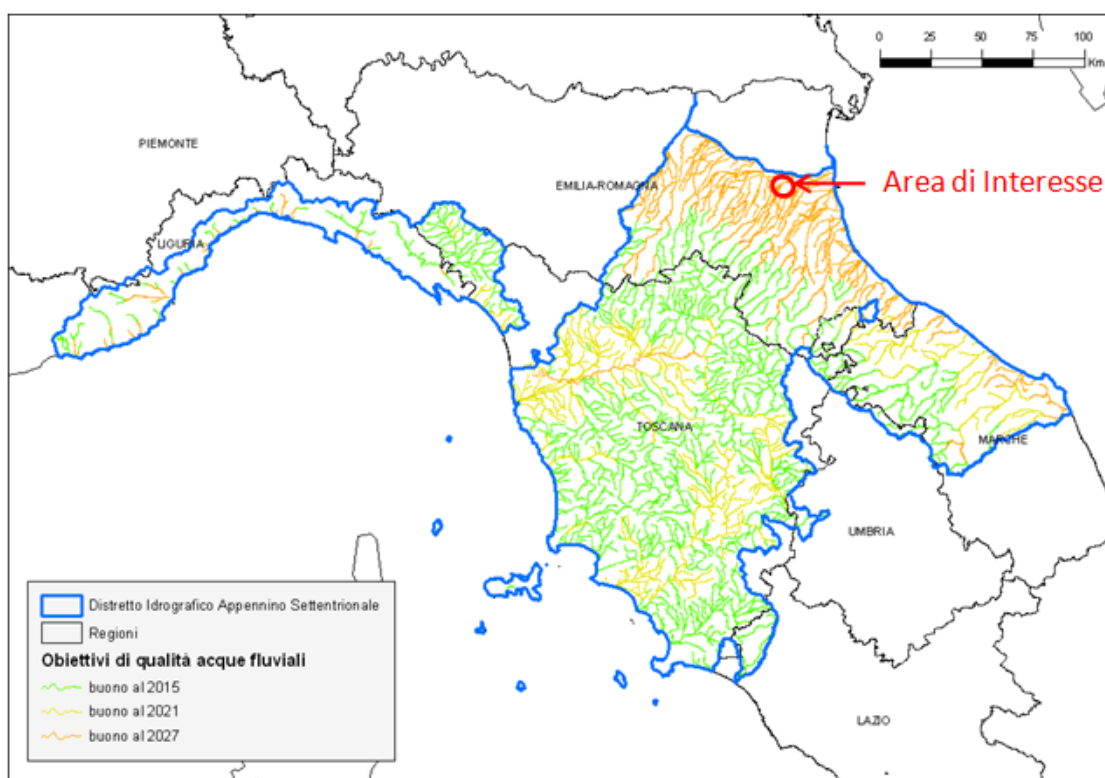 0 25 50 75 100
Km
PIEMONTE
EMILIA-ROMAGNA
Area di Interesse
LIGURIA
TOSCANA
MARCHE
UMBRIA
LAZIO
Distretto Idrografico Appennino Settentrionale
Regioni
Obiettivi di qualità acque fluviali
buono al 2015
buono al 2021
buono al 2027